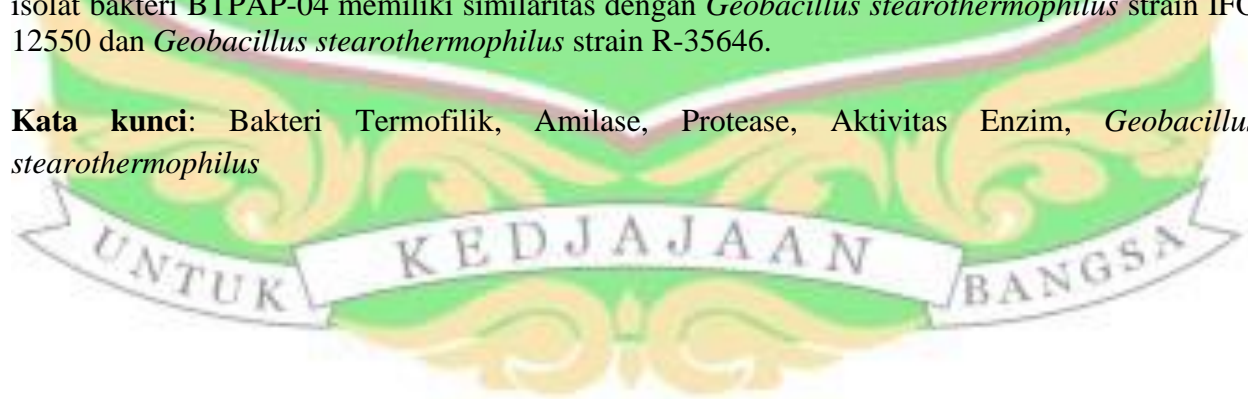 isolat bakteri BTPAP-04 memiliki similaritas dengan Geobacillus stearothermophilus strain IFO
12550 dan Geobacillus stearothermophilus strain R-35646.
Kata kunci: Bakteri Termofilik, Amilase, Protease, Aktivitas Enzim, Geobacillus
stearothermophilus
UNTUK KEDJAJAAN BANGSA